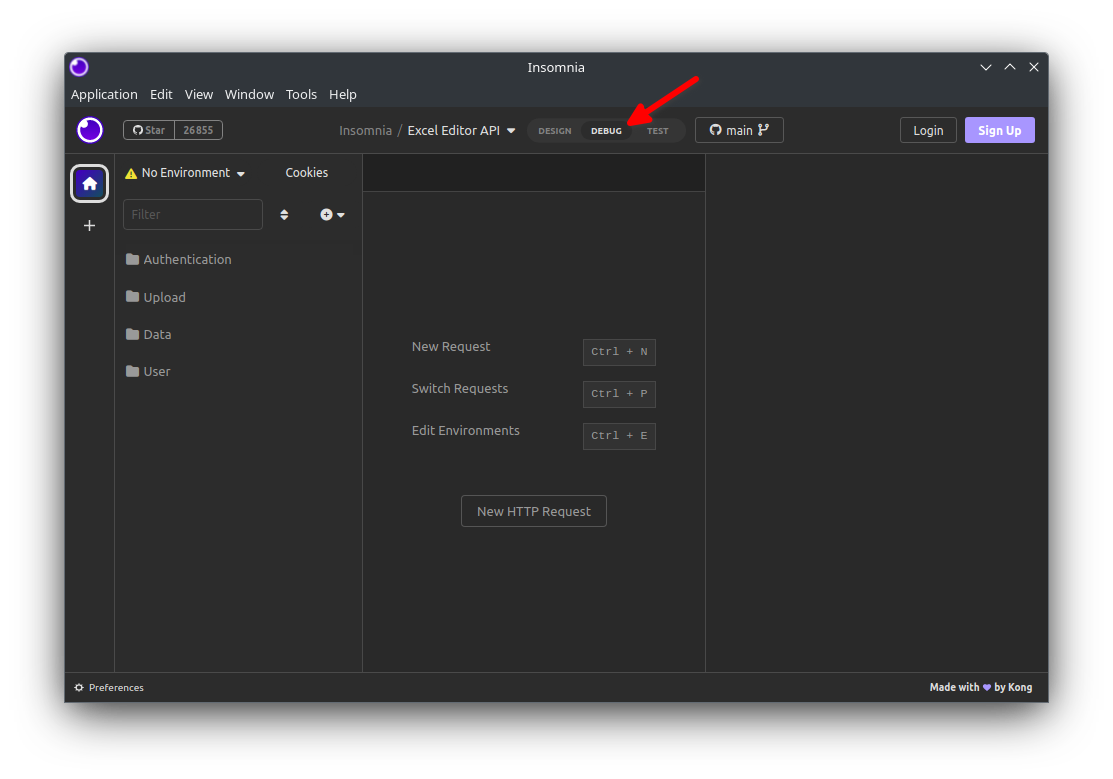 Insomnia
Application Edit View Window Tools Help
Star 26855 Insomnia / Excel Editor API DESIGN DEBUG TEST main Login Sign Up
No Environment Cookies
Filter
Authentication
Upload
Data
User
New Request Ctrl + N
Switch Requests Ctrl + P
Edit Environments Ctrl + E
New HTTP Request
Preferences Made with 💜 by Kong